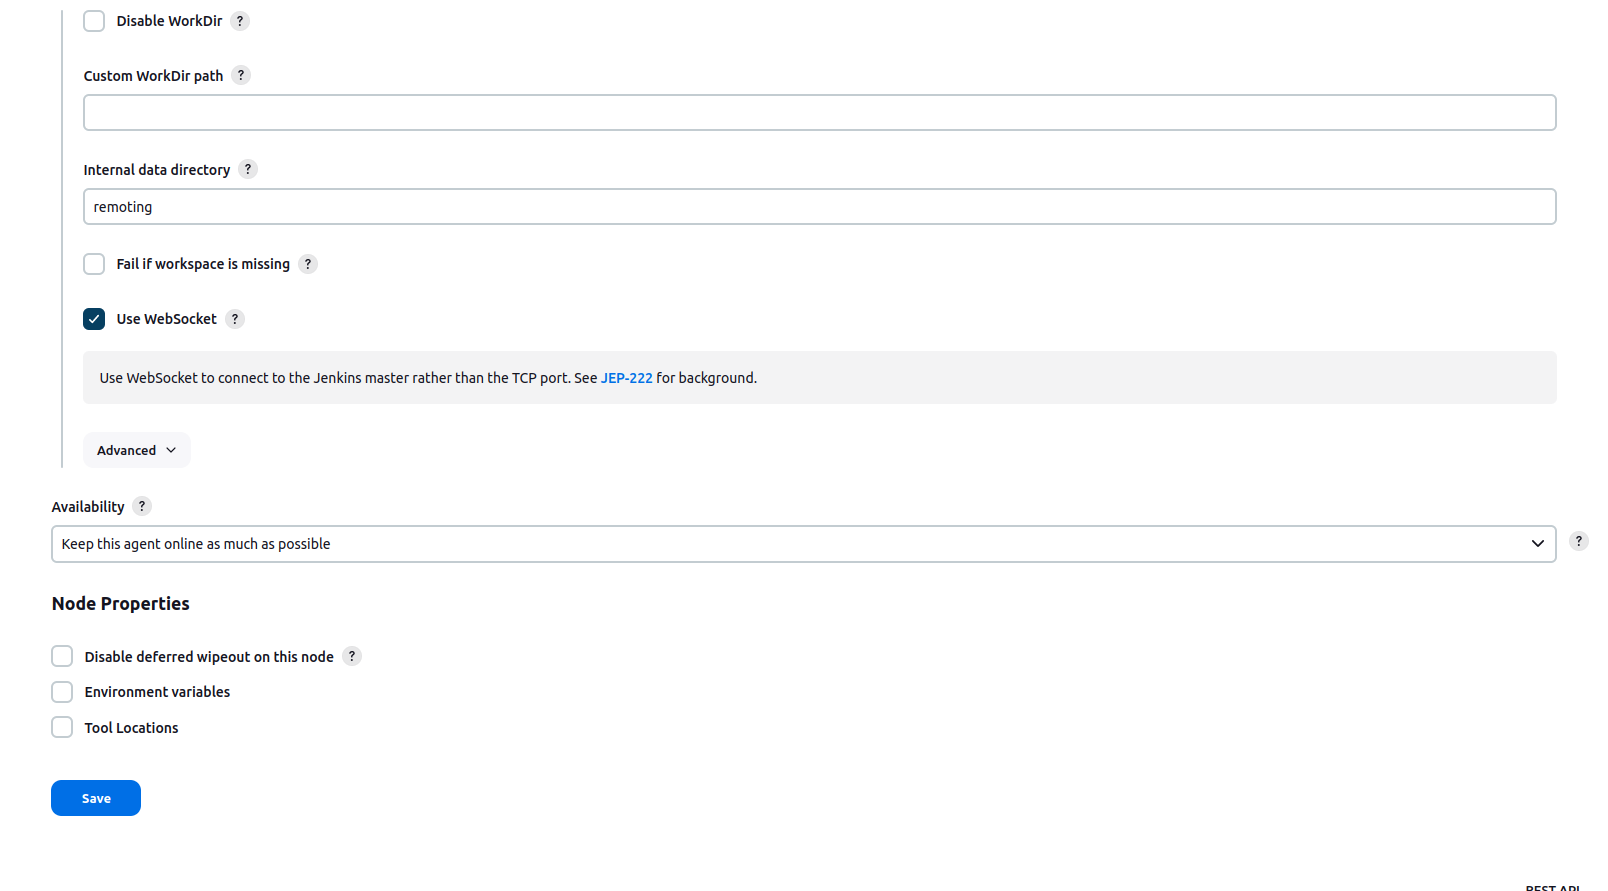 Disable WorkDir ?
Custom WorkDir path ?
Internal data directory ?
remoting
Fail if workspace is missing ?
Use WebSocket ?
Use WebSocket to connect to the Jenkins master rather than the TCP port. See JEP-222 for background.
Advanced
Availability ?
Keep this agent online as much as possible ?
Node Properties
Disable deferred wipeout on this node ?
Environment variables
Tool Locations
Save
REST API